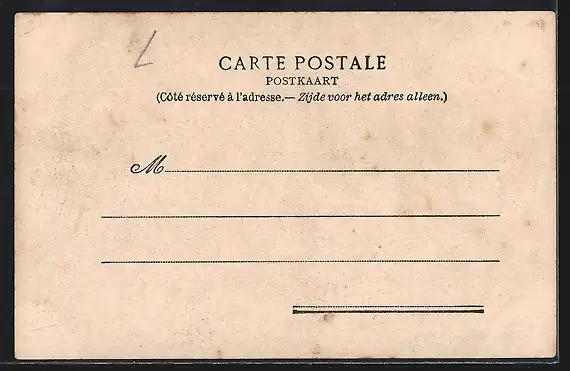 CARTE POSTALE
POSTKAART
(Côté réservé à l'adresse.— Zijde voor het adres alleen.)
M